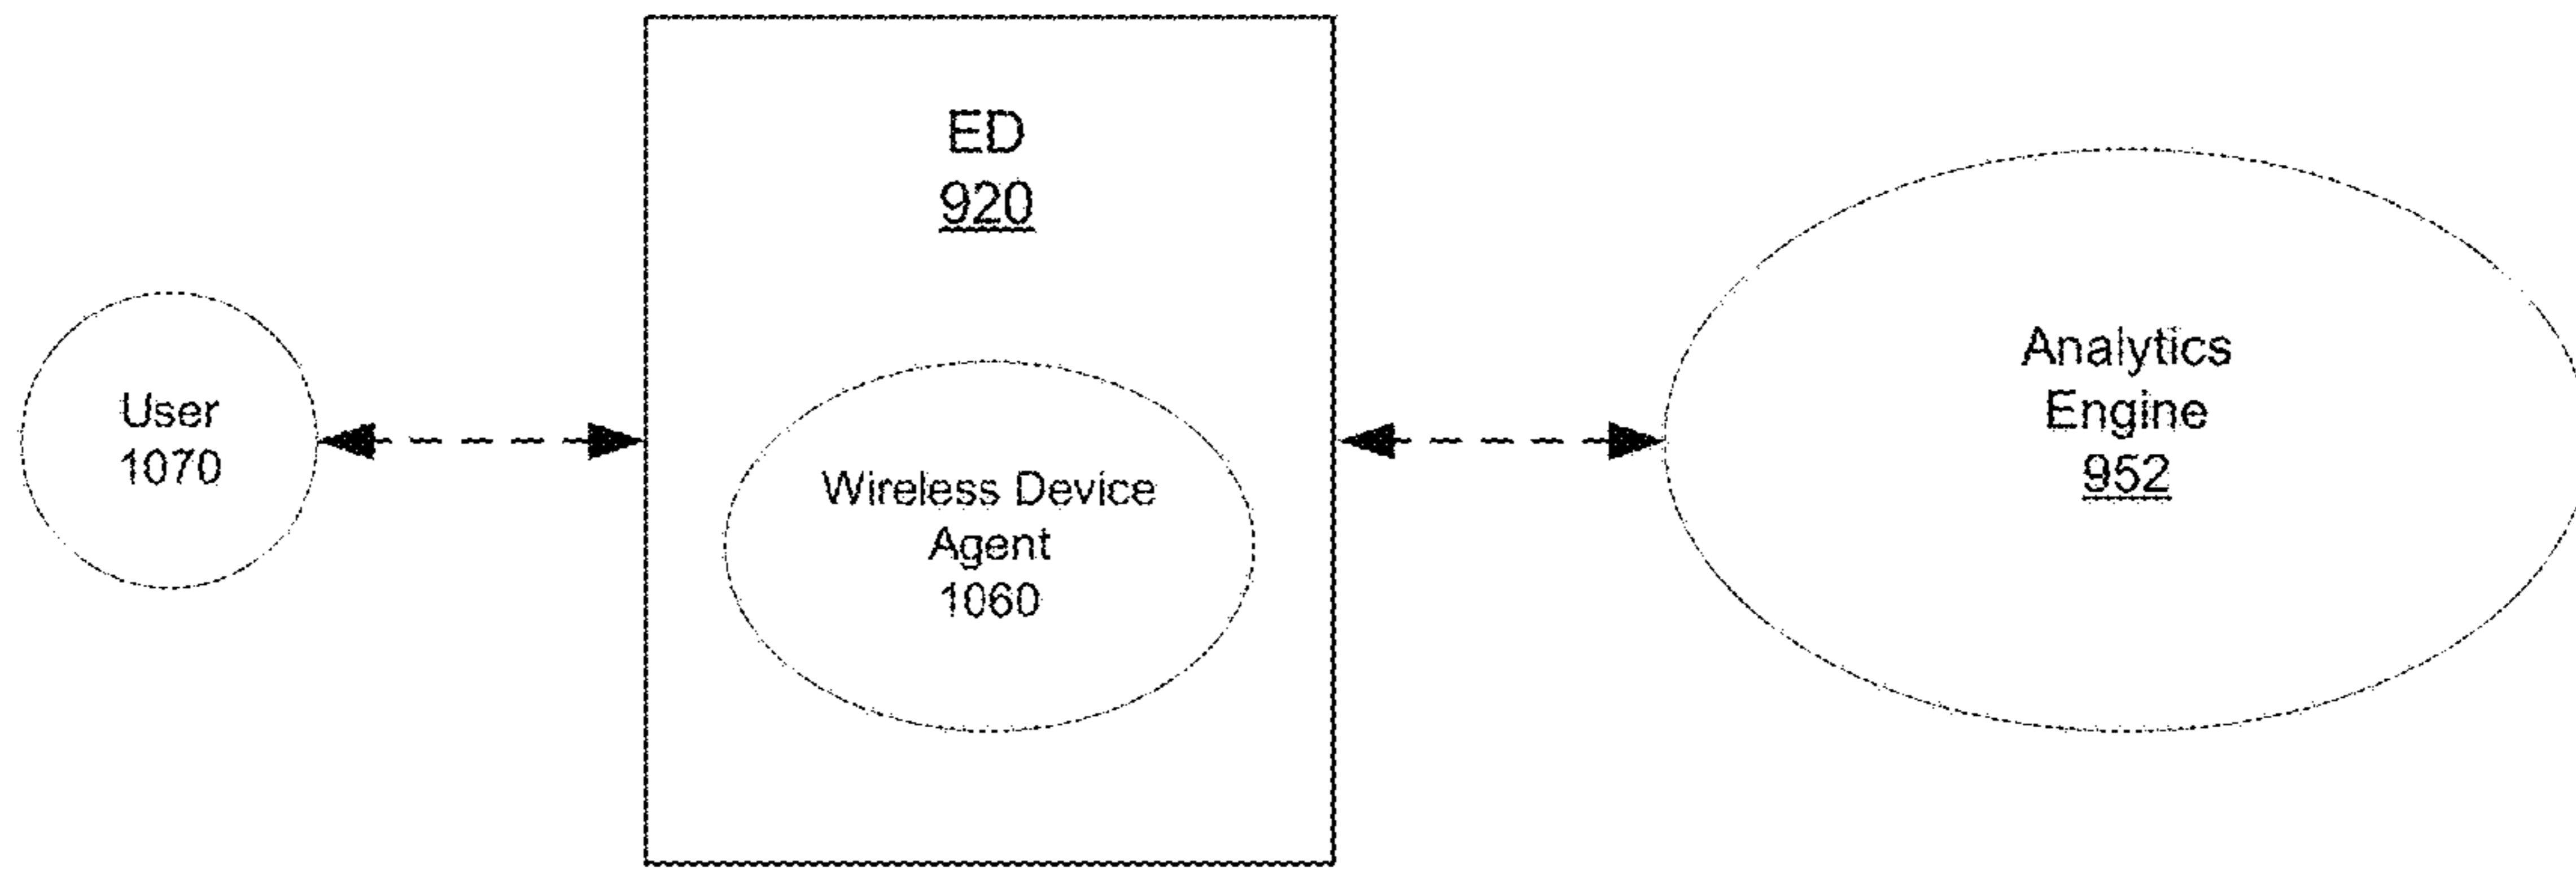 User
1070
ED
920
Wireless Device
Agent
1060
Analytics
Engine
952